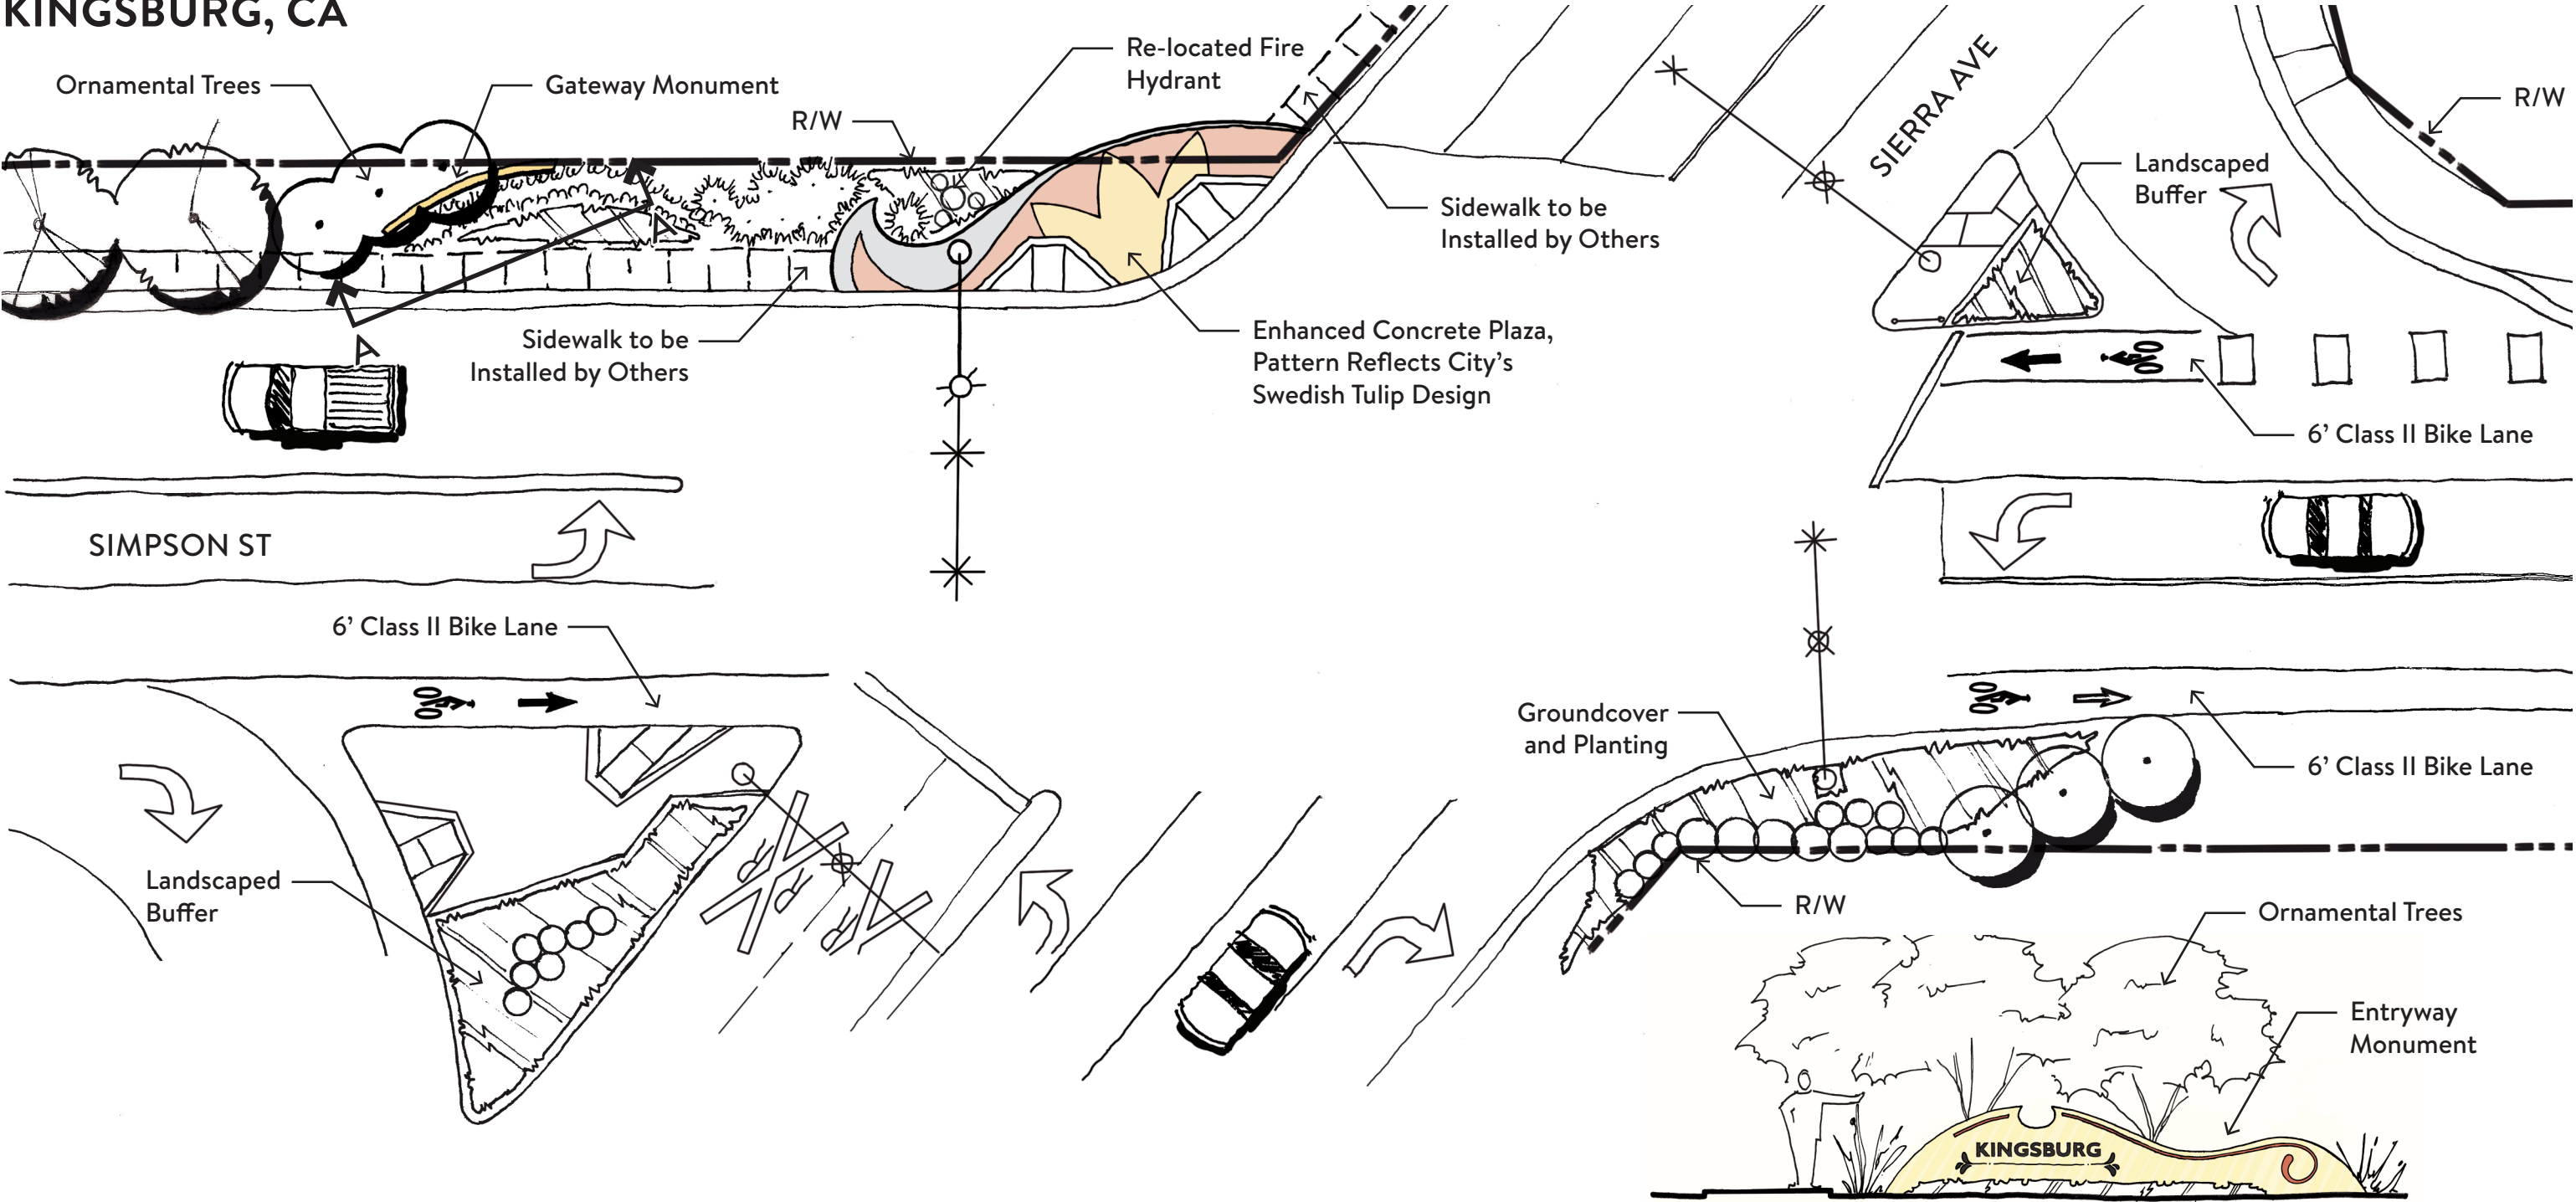 KINGSBURG, CA
Ornamental Trees
Gateway Monument
R/W
Re-located Fire
Hydrant
SIERRA AVE
R/W
Landscaped
Buffer
Sidewalk to be
Installed by Others
A
A
Sidewalk to be
Installed by Others
Enhanced Concrete Plaza,
Pattern Reflects City’s
Swedish Tulip Design
6’ Class II Bike Lane
SIMPSON ST
6’ Class II Bike Lane
Groundcover
and Planting
6’ Class II Bike Lane
Landscaped
Buffer
R/W
Ornamental Trees
Entryway
Monument
KINGSBURG